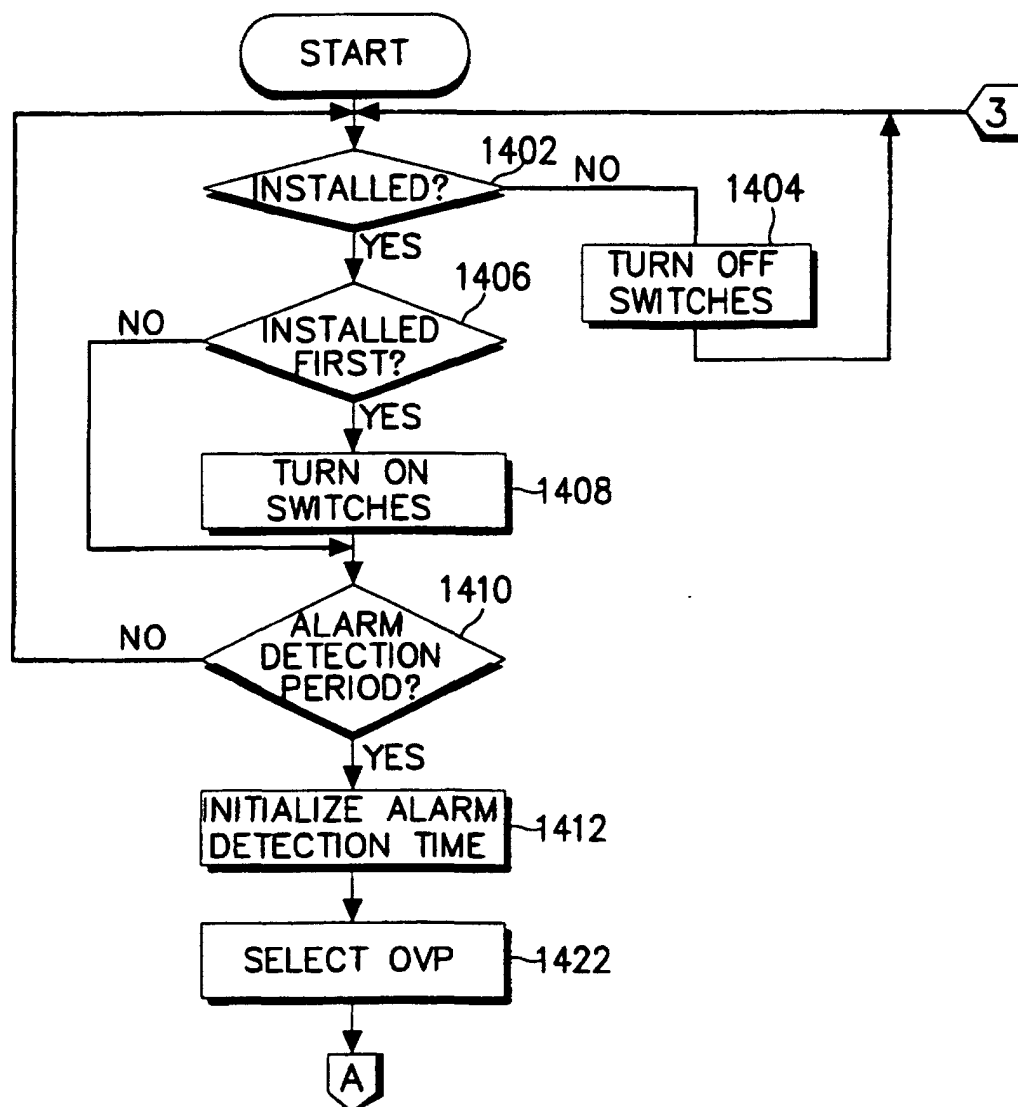 START
3
1402
INSTALLED?
NO
1404
YES
TURN OFF
SWITCHES
1406
NO
INSTALLED
FIRST?
YES
TURN ON
SWITCHES
1408
1410
NO
ALARM
DETECTION
PERIOD?
YES
INITIALIZE ALARM
DETECTION TIME
1412
SELECT OVP
1422
A